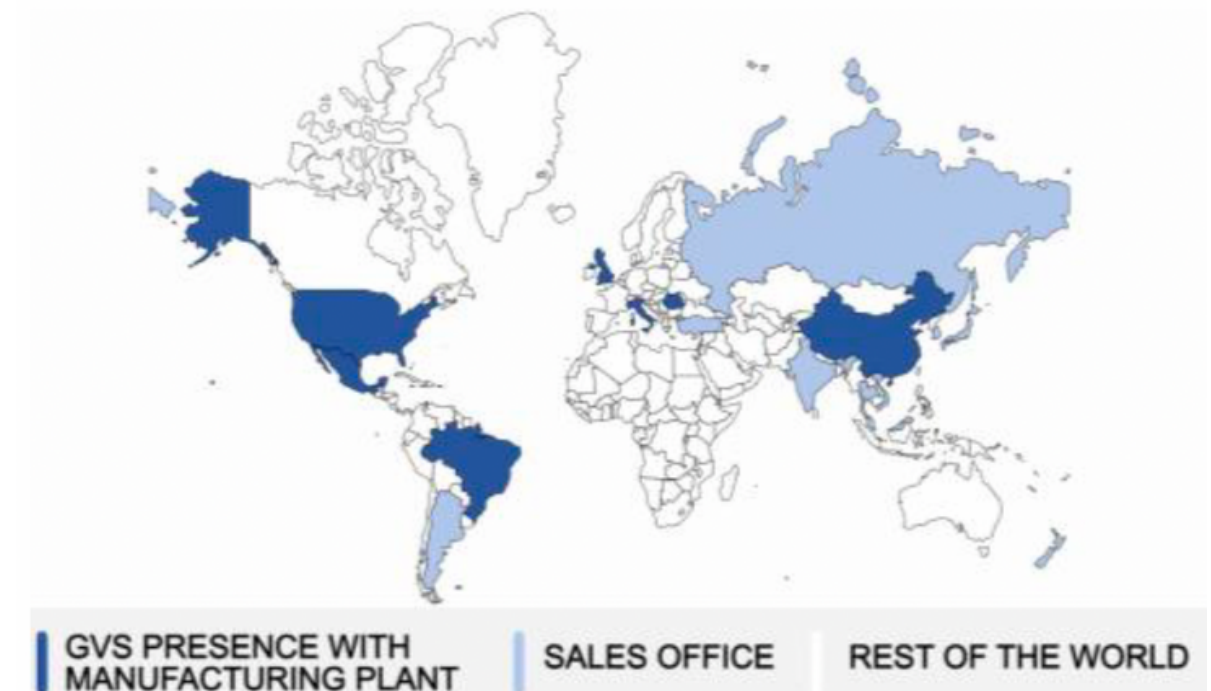 GVS PRESENCE WITH
MANUFACTURING PLANT
SALES OFFICE
REST OF THE WORLD